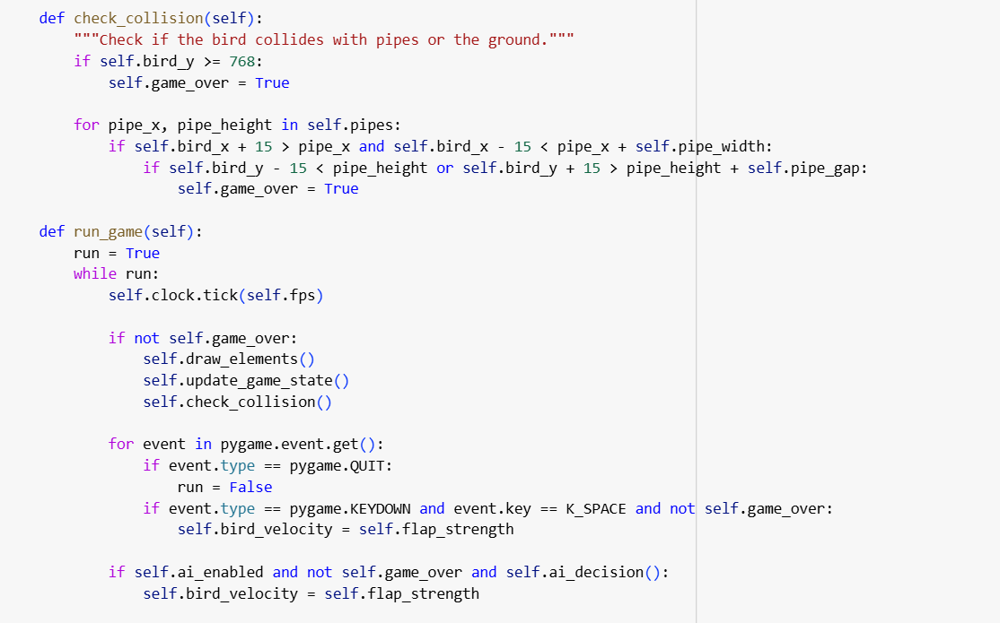 def check_collision(self):
    """Check if the bird collides with pipes or the ground."""
    if self.bird_y >= 768:
        self.game_over = True

    for pipe_x, pipe_height in self.pipes:
        if self.bird_x + 15 > pipe_x and self.bird_x - 15 < pipe_x + self.pipe_width:
            if self.bird_y - 15 < pipe_height or self.bird_y + 15 > pipe_height + self.pipe_gap:
                self.game_over = True

def run_game(self):
    run = True
    while run:
        self.clock.tick(self.fps)

        if not self.game_over:
            self.draw_elements()
            self.update_game_state()
            self.check_collision()

        for event in pygame.event.get():
            if event.type == pygame.QUIT:
                run = False
            if event.type == pygame.KEYDOWN and event.key == K_SPACE and not self.game_over:
                self.bird_velocity = self.flap_strength

        if self.ai_enabled and not self.game_over and self.ai_decision():
            self.bird_velocity = self.flap_strength